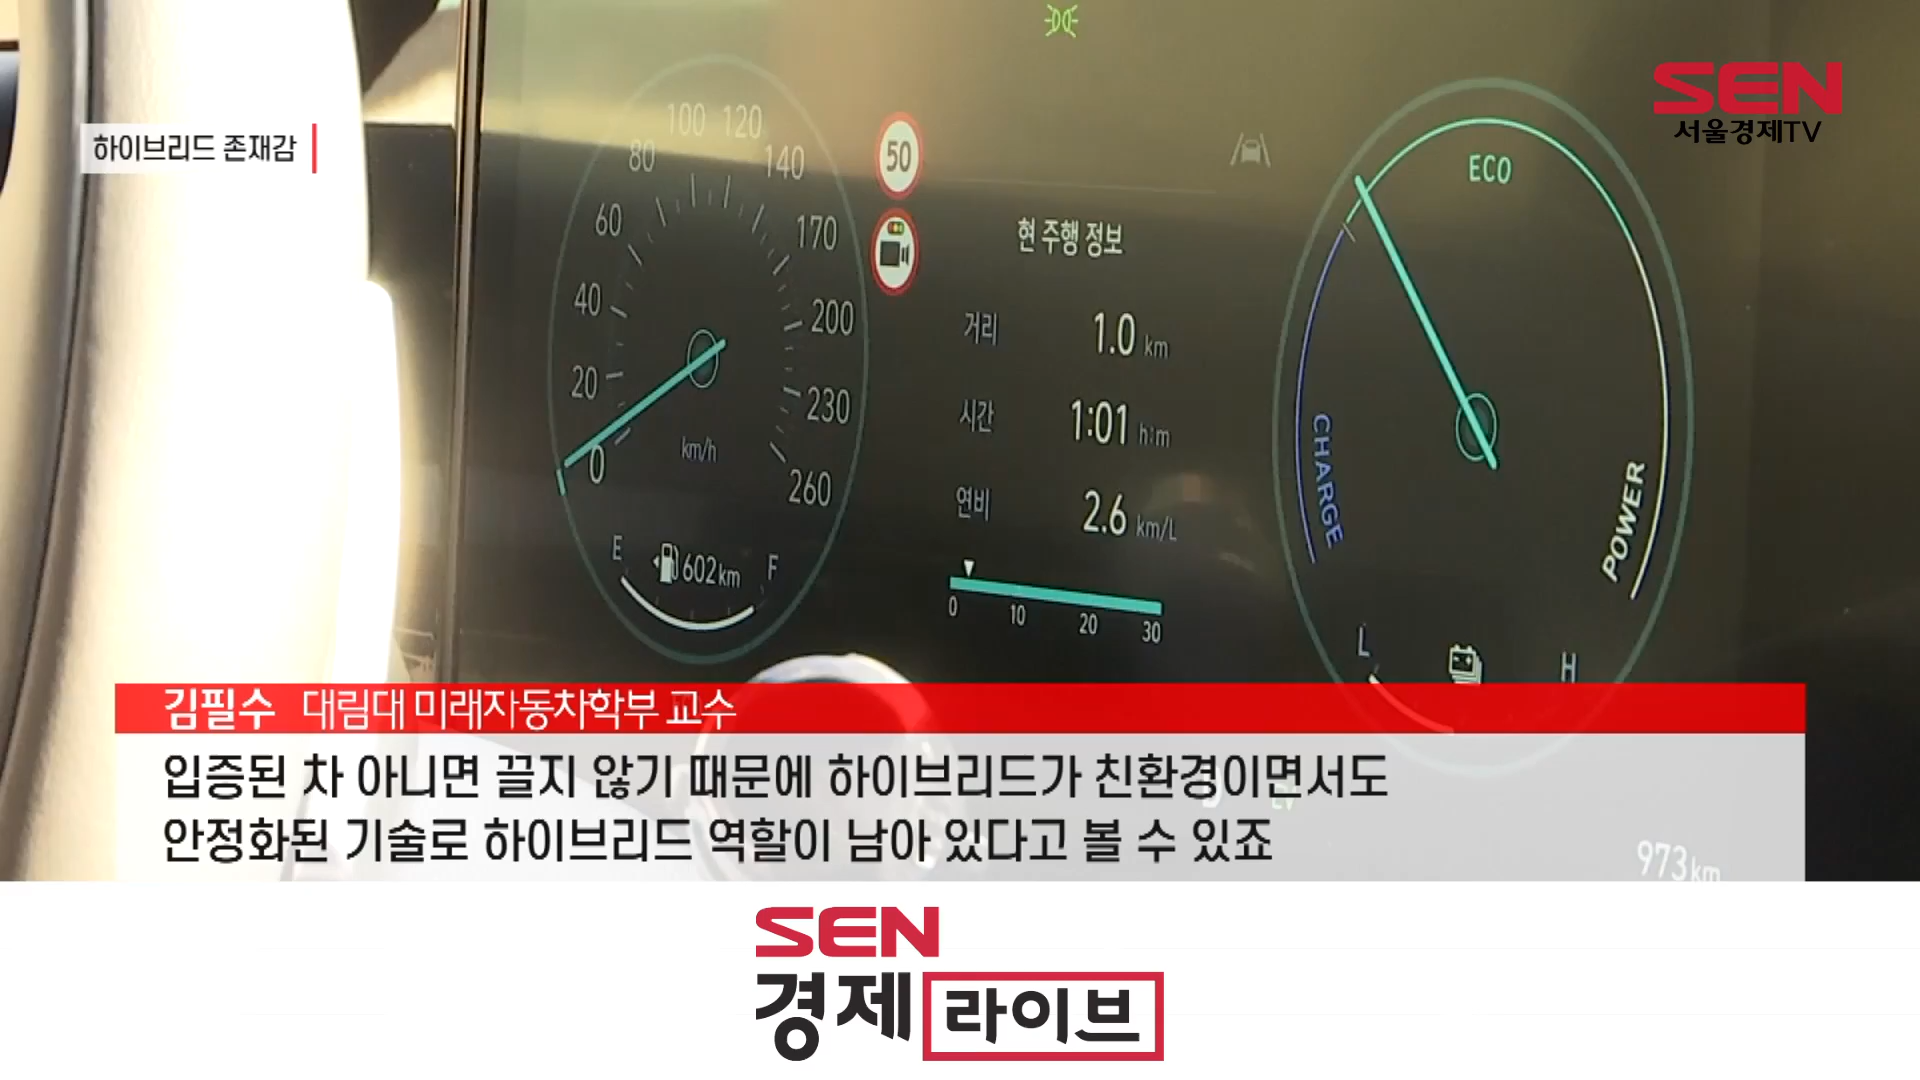 하이브리드 존재감
SEN
서울경제TV
100 120
80
140
60
170
40
200
20
230
0
km/h
260
E
602km
F
50
현 주행 정보
거리 1.0 km
시간 1:01 h:m
연비 2.6 km/L
0 10 20 30
ECO
CHARGE
POWER
L
H
김필수 대림대 미래자동차학부 교수
입증된 차 아니면 끌지 않기 때문에 하이브리드가 친환경이면서도
안정화된 기술로 하이브리드 역할이 남아 있다고 볼 수 있죠
EV
973km
SEN
경제 라이브